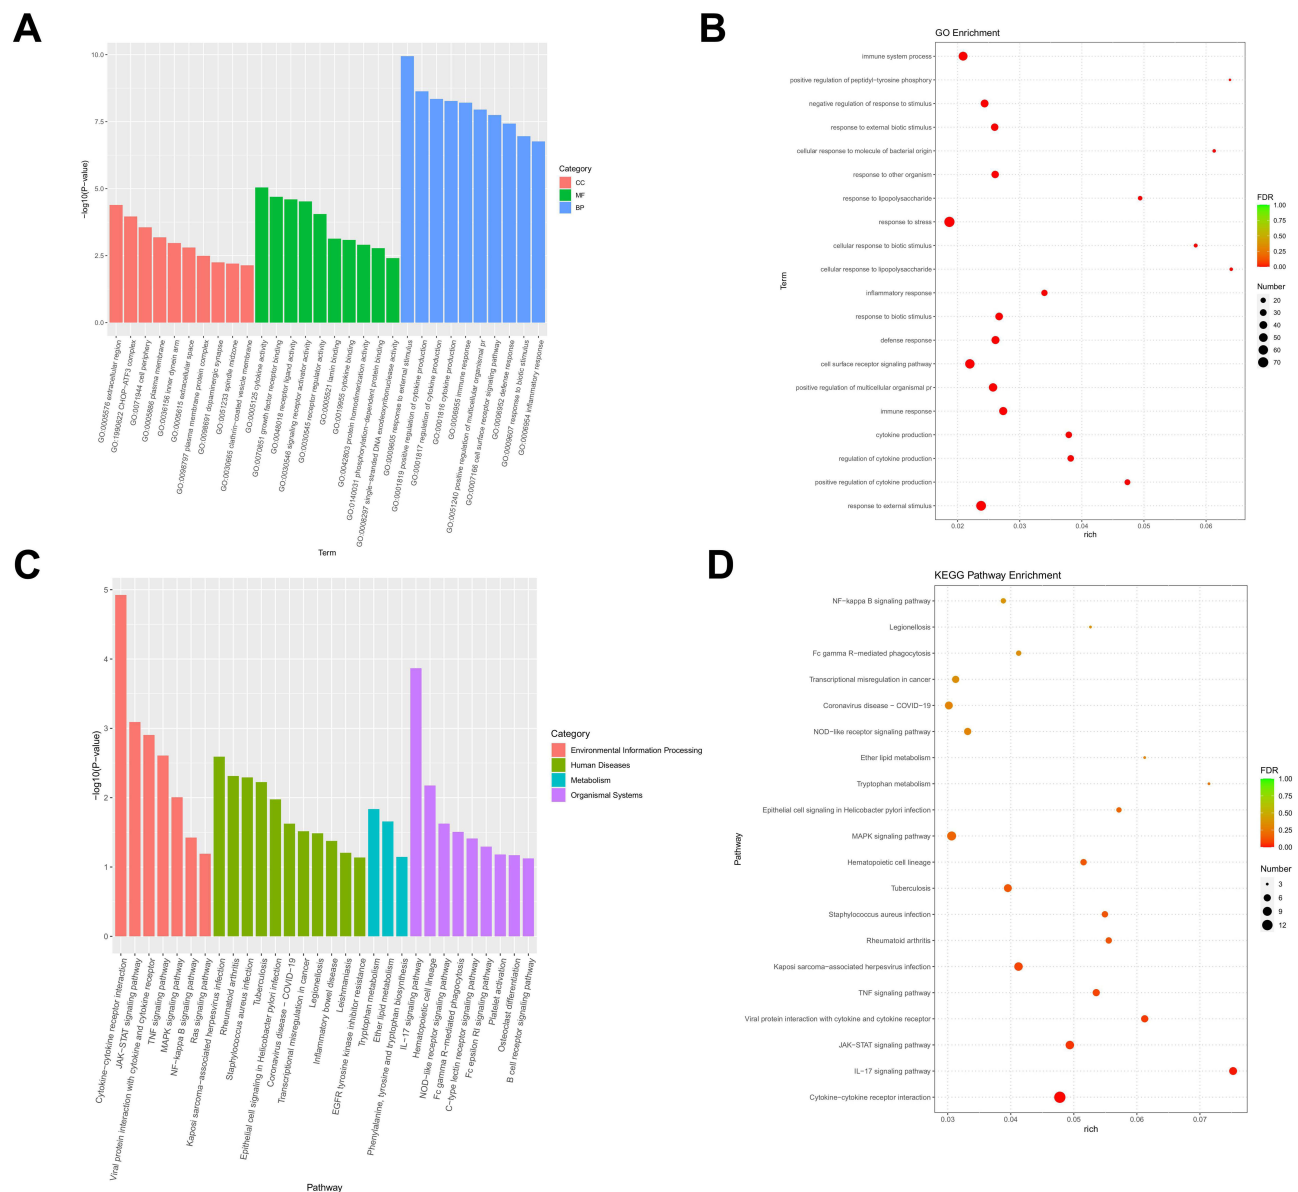 A
10.0
7.5
5.0
2.5
0.0
−log10(P−value)
GO:0005576 extracellular region
GO:1990622 CHOP−ATF3 complex
GO:0071944 cell periphery
GO:0005886 plasma membrane
GO:0036156 inner dynein arm
GO:0005615 extracellular space
GO:0098797 plasma membrane protein complex
GO:0098691 dopaminergic synapse
GO:0051233 spindle midzone
GO:0030665 clathrin−coated vesicle membrane
GO:0005125 cytokine activity
GO:0070851 growth factor receptor binding
GO:0048018 receptor ligand activity
GO:0030546 signaling receptor activator activity
GO:0030545 receptor regulator activity
GO:0005521 lamin binding
GO:0019955 cytokine binding
GO:0042803 protein homodimerization activity
GO:0140031 phosphorylation−dependent protein binding
GO:0008297 single−stranded DNA exodeoxyribonuclease activity
GO:0009605 response to external stimulus
GO:0001819 positive regulation of cytokine production
GO:0001817 regulation of cytokine production
GO:0001816 cytokine production
GO:0006955 immune response
GO:0051240 positive regulation of multicellular organismal pr
GO:0007166 cell surface receptor signaling pathway
GO:0006952 defense response
GO:0009607 response to biotic stimulus
GO:0006954 inflammatory response
Term
Category
CC
MF
BP
B
GO Enrichment
immune system process
positive regulation of peptidyl−tyrosine phosphory
negative regulation of response to stimulus
response to external biotic stimulus
cellular response to molecule of bacterial origin
response to other organism
response to lipopolysaccharide
response to stress
cellular response to biotic stimulus
cellular response to lipopolysaccharide
inflammatory response
response to biotic stimulus
defense response
cell surface receptor signaling pathway
positive regulation of multicellular organismal pr
immune response
cytokine production
regulation of cytokine production
positive regulation of cytokine production
response to external stimulus
Term
0.02 0.03 0.04 0.05 0.06
rich
FDR
1.00
0.75
0.50
0.25
0.00
Number
20
30
40
50
60
70
C
5
4
3
2
1
0
−log10(P−value)
Cytokine−cytokine receptor interaction
JAK−STAT signaling pathway
Viral protein interaction with cytokine and cytokine receptor
TNF signaling pathway
MAPK signaling pathway
NF−kappa B signaling pathway
Ras signaling pathway
Kaposi sarcoma−associated herpesvirus infection
Rheumatoid arthritis
Staphylococcus aureus infection
Tuberculosis
Epithelial cell signaling in Helicobacter pylori infection
Coronavirus disease − COVID−19
Transcriptional misregulation in cancer
Legionellosis
Inflammatory bowel disease
Leishmaniasis
EGFR tyrosine kinase inhibitor resistance
Tryptophan metabolism
Ether lipid metabolism
Phenylalanine, tyrosine and tryptophan biosynthesis
IL−17 signaling pathway
Hematopoietic cell lineage
NOD−like receptor signaling pathway
Fc gamma R−mediated phagocytosis
C−type lectin receptor signaling pathway
Fc epsilon RI signaling pathway
Platelet activation
Osteoclast differentiation
B cell receptor signaling pathway
Pathway
Category
Environmental Information Processing
Human Diseases
Metabolism
Organismal Systems
D
KEGG Pathway Enrichment
NF−kappa B signaling pathway
Legionellosis
Fc gamma R−mediated phagocytosis
Transcriptional misregulation in cancer
Coronavirus disease − COVID−19
NOD−like receptor signaling pathway
Ether lipid metabolism
Tryptophan metabolism
Epithelial cell signaling in Helicobacter pylori infection
MAPK signaling pathway
Hematopoietic cell lineage
Tuberculosis
Staphylococcus aureus infection
Rheumatoid arthritis
Kaposi sarcoma−associated herpesvirus infection
TNF signaling pathway
Viral protein interaction with cytokine and cytokine receptor
JAK−STAT signaling pathway
IL−17 signaling pathway
Cytokine−cytokine receptor interaction
Pathway
0.03 0.04 0.05 0.06 0.07
rich
FDR
1.00
0.75
0.50
0.25
0.00
Number
3
6
9
12